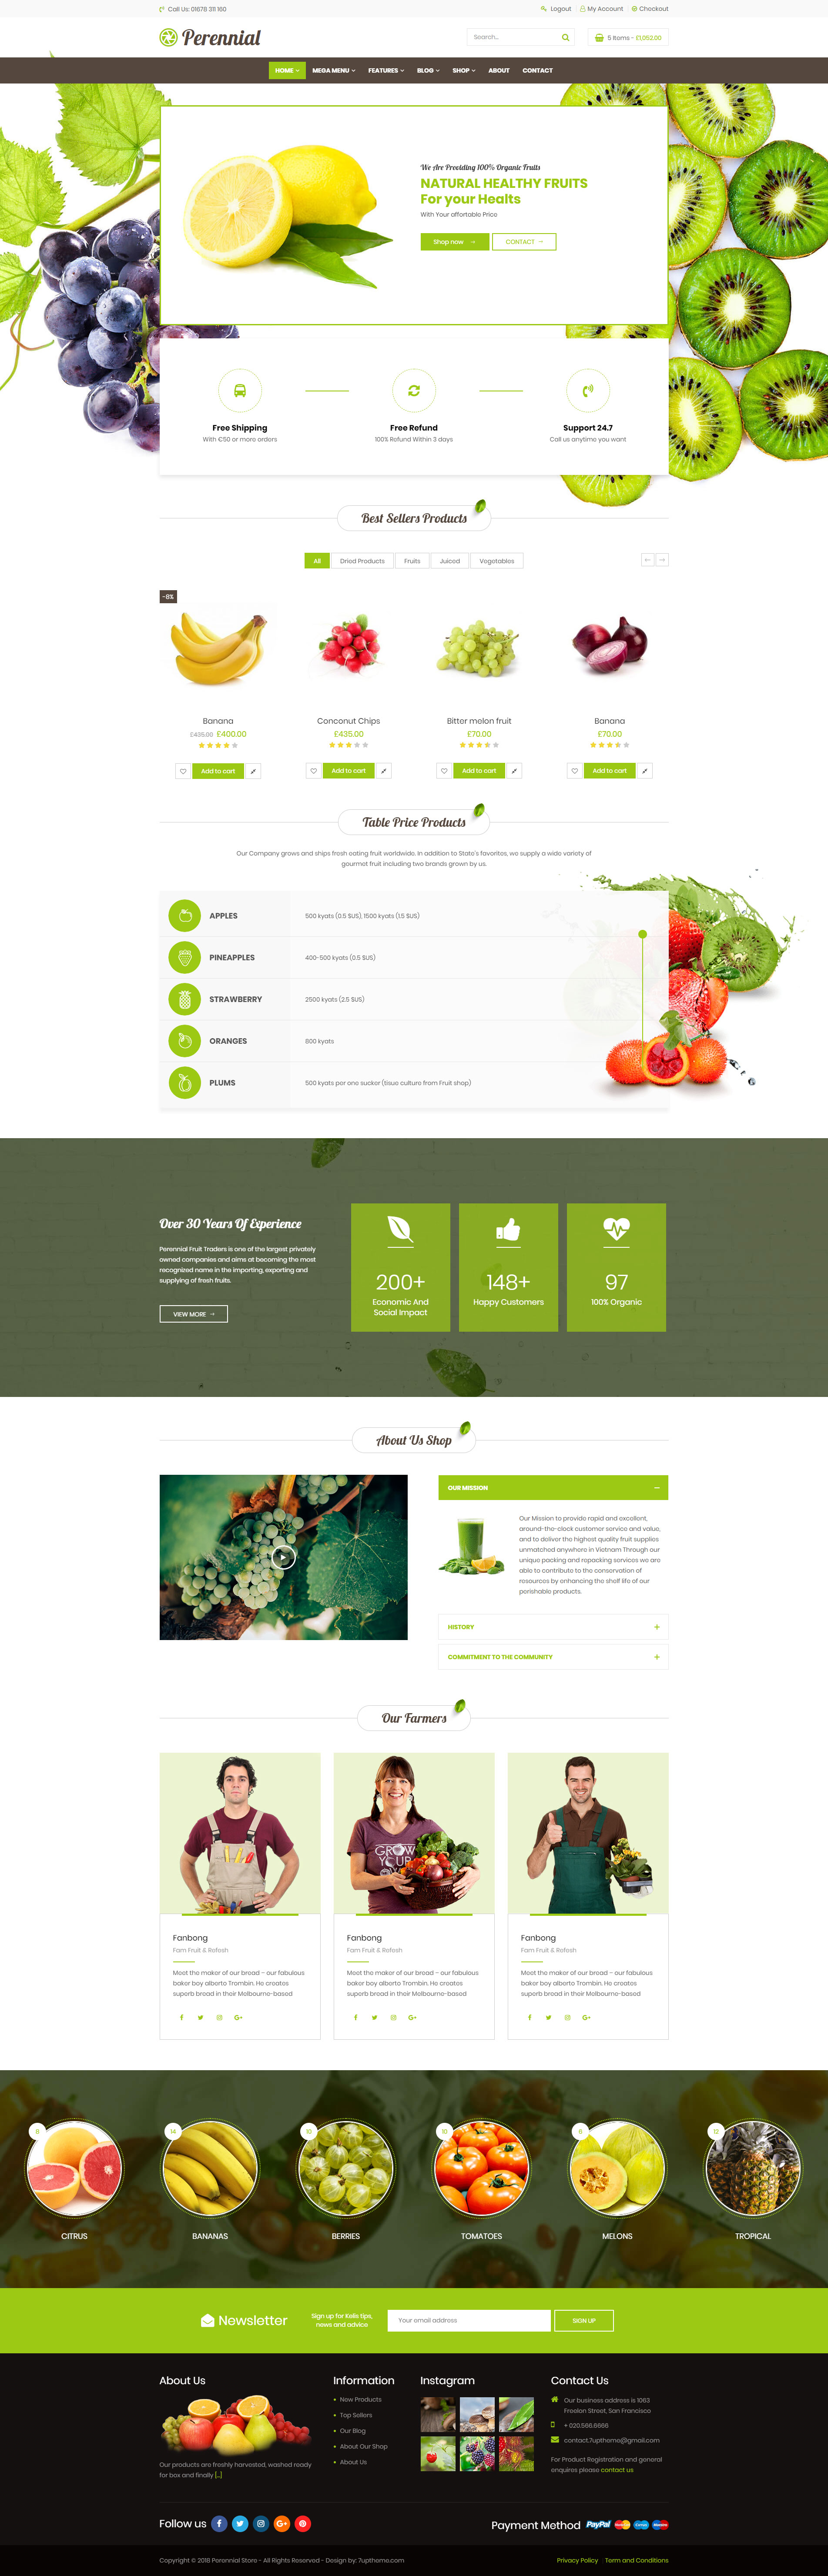 Call Us: 01678 311 160
Logout
My Account
Checkout
Perennial
Search...
5 Items - £1,052.00
HOME
MEGA MENU
FEATURES
BLOG
SHOP
ABOUT
CONTACT
We Are Providing 100% Organic Fruits
NATURAL HEALTHY FRUITS
For your Healts
With Your affortable Price
Shop now
CONTACT
Free Shipping
With €50 or more orders
Free Refund
100% Refund Within 3 days
Support 24.7
Call us anytime you want
Best Sellers Products
All
Dried Products
Fruits
Juiced
Vegetables
-8%
Banana
£435.00 £400.00
Add to cart
Conconut Chips
£435.00
Add to cart
Bitter melon fruit
£70.00
Add to cart
Banana
£70.00
Add to cart
Table Price Products
Our Company grows and ships fresh eating fruit worldwide. In addition to State's favorites, we supply a wide variety of
gourmet fruit including two brands grown by us.
APPLES
500 kyats (0.5 $US), 1500 kyats (1,5 $US)
PINEAPPLES
400-500 kyats (0.5 $US)
STRAWBERRY
2500 kyats (2.5 $US)
ORANGES
800 kyats
PLUMS
500 kyats per one sucker (tisue culture from Fruit shop)
Over 30 Years Of Experience
Perennial Fruit Traders is one of the largest privately
owned companies and aims at becoming the most
recognized name in the importing, exporting and
supplying of fresh fruits.
VIEW MORE
200+
Economic And
Social Impact
148+
Happy Customers
97
100% Organic
About Us Shop
OUR MISSION
Our Mission to provide rapid and excellent,
around-the-clock customer service and value,
and to deliver the highest quality fruit supplies
unmatched anywhere in Vietnam Through our
unique packing and repacking services we are
able to contribute to the conservation of
resources by enhancing the shelf life of our
perishable products.
HISTORY
COMMITMENT TO THE COMMUNITY
Our Farmers
GROW
YOUR
Fanbong
Fam Fruit & Refesh
Meet the maker of our bread – our fabulous
baker boy alberto Trombin. He creates
superb bread in their Melbourne-based
Fanbong
Fam Fruit & Refesh
Meet the maker of our bread – our fabulous
baker boy alberto Trombin. He creates
superb bread in their Melbourne-based
Fanbong
Fam Fruit & Refesh
Meet the maker of our bread – our fabulous
baker boy alberto Trombin. He creates
superb bread in their Melbourne-based
8
CITRUS
14
BANANAS
10
BERRIES
10
TOMATOES
6
MELONS
12
TROPICAL
Newsletter
Sign up for Kells tips,
news and advice
Your email address
SIGN UP
About Us
Our products are freshly harvested, washed ready
for box and finally [...]
Information
New Products
Top Sellers
Our Blog
About Our Shop
About Us
Instagram
Contact Us
Our business address is 1063
Freelon Street, San Francisco
+ 020.566.6666
contact.7uptheme@gmail.com
For Product Registration and general
enquires please contact us
Follow us
Payment Method
PayPal
Copyright © 2018 Perennial Store - All Rights Reserved - Design by: 7uptheme.com
Privacy Policy
Term and Conditions